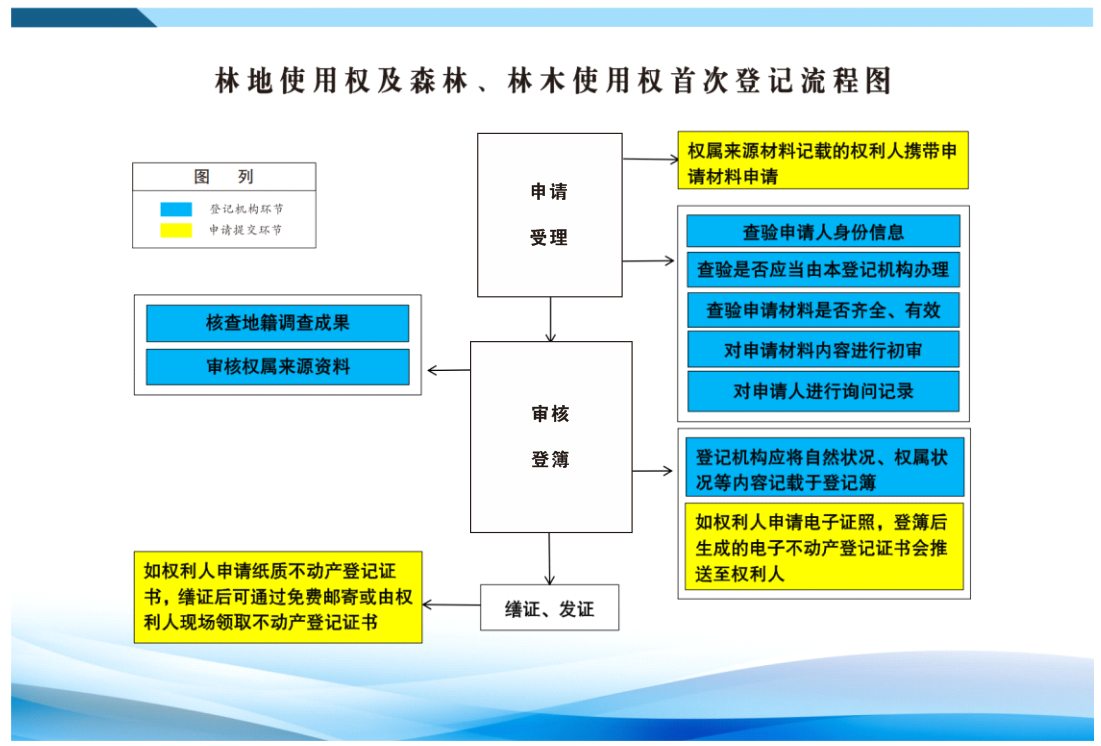 林地使用权及森林、林木使用权首次登记流程图
图 列
登记机构环节
申请提交环节
申请
受理
权属来源材料记载的权利人携带申
请材料申请
查验申请人身份信息
查验是否应当由本登记机构办理
查验申请材料是否齐全、有效
对申请材料内容进行初审
对申请人进行询问记录
核查地籍调查成果
审核权属来源资料
审核
登簿
登记机构应将自然状况、权属状
况等内容记载于登记簿
如权利人申请电子证照，登簿后
生成的电子不动产登记证书会推
送至权利人
缮证、发证
如权利人申请纸质不动产登记证
书，缮证后可通过免费邮寄或由权
利人现场领取不动产登记证书